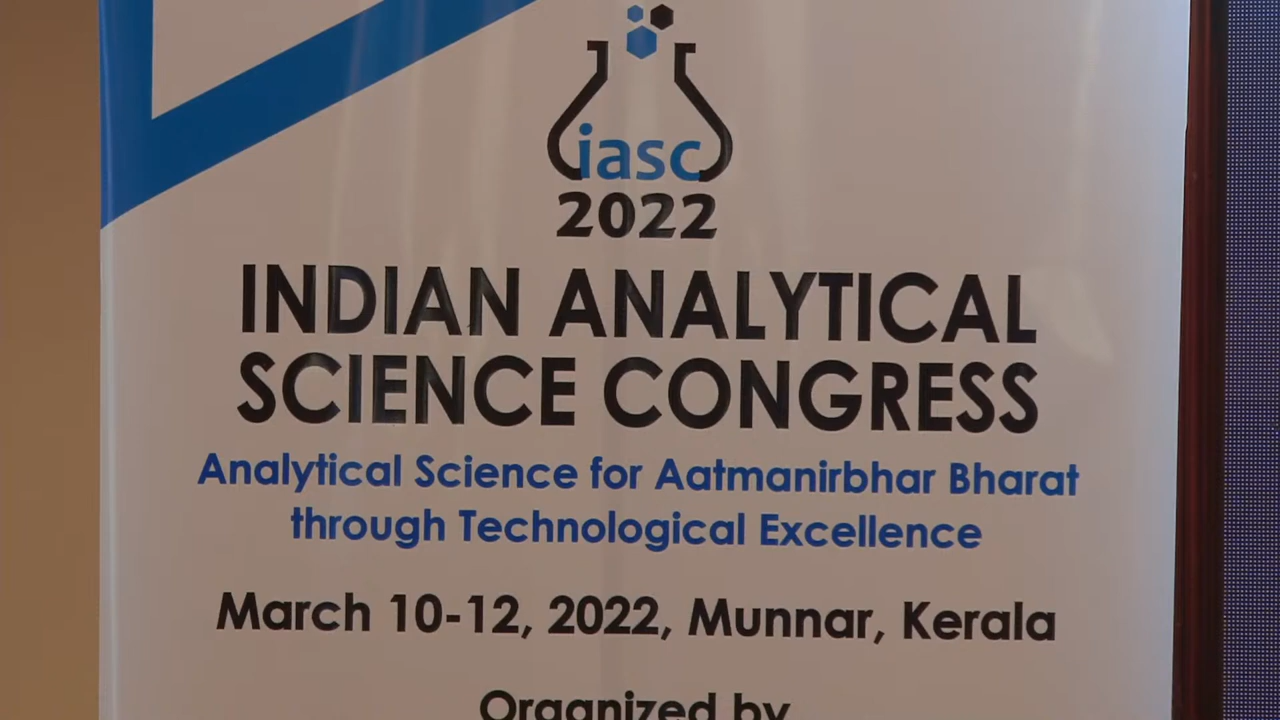 iasc
2022
INDIAN ANALYTICAL
SCIENCE CONGRESS
Analytical Science for Aatmanirbhar Bharat
through Technological Excellence
March 10-12, 2022, Munnar, Kerala
Organized by